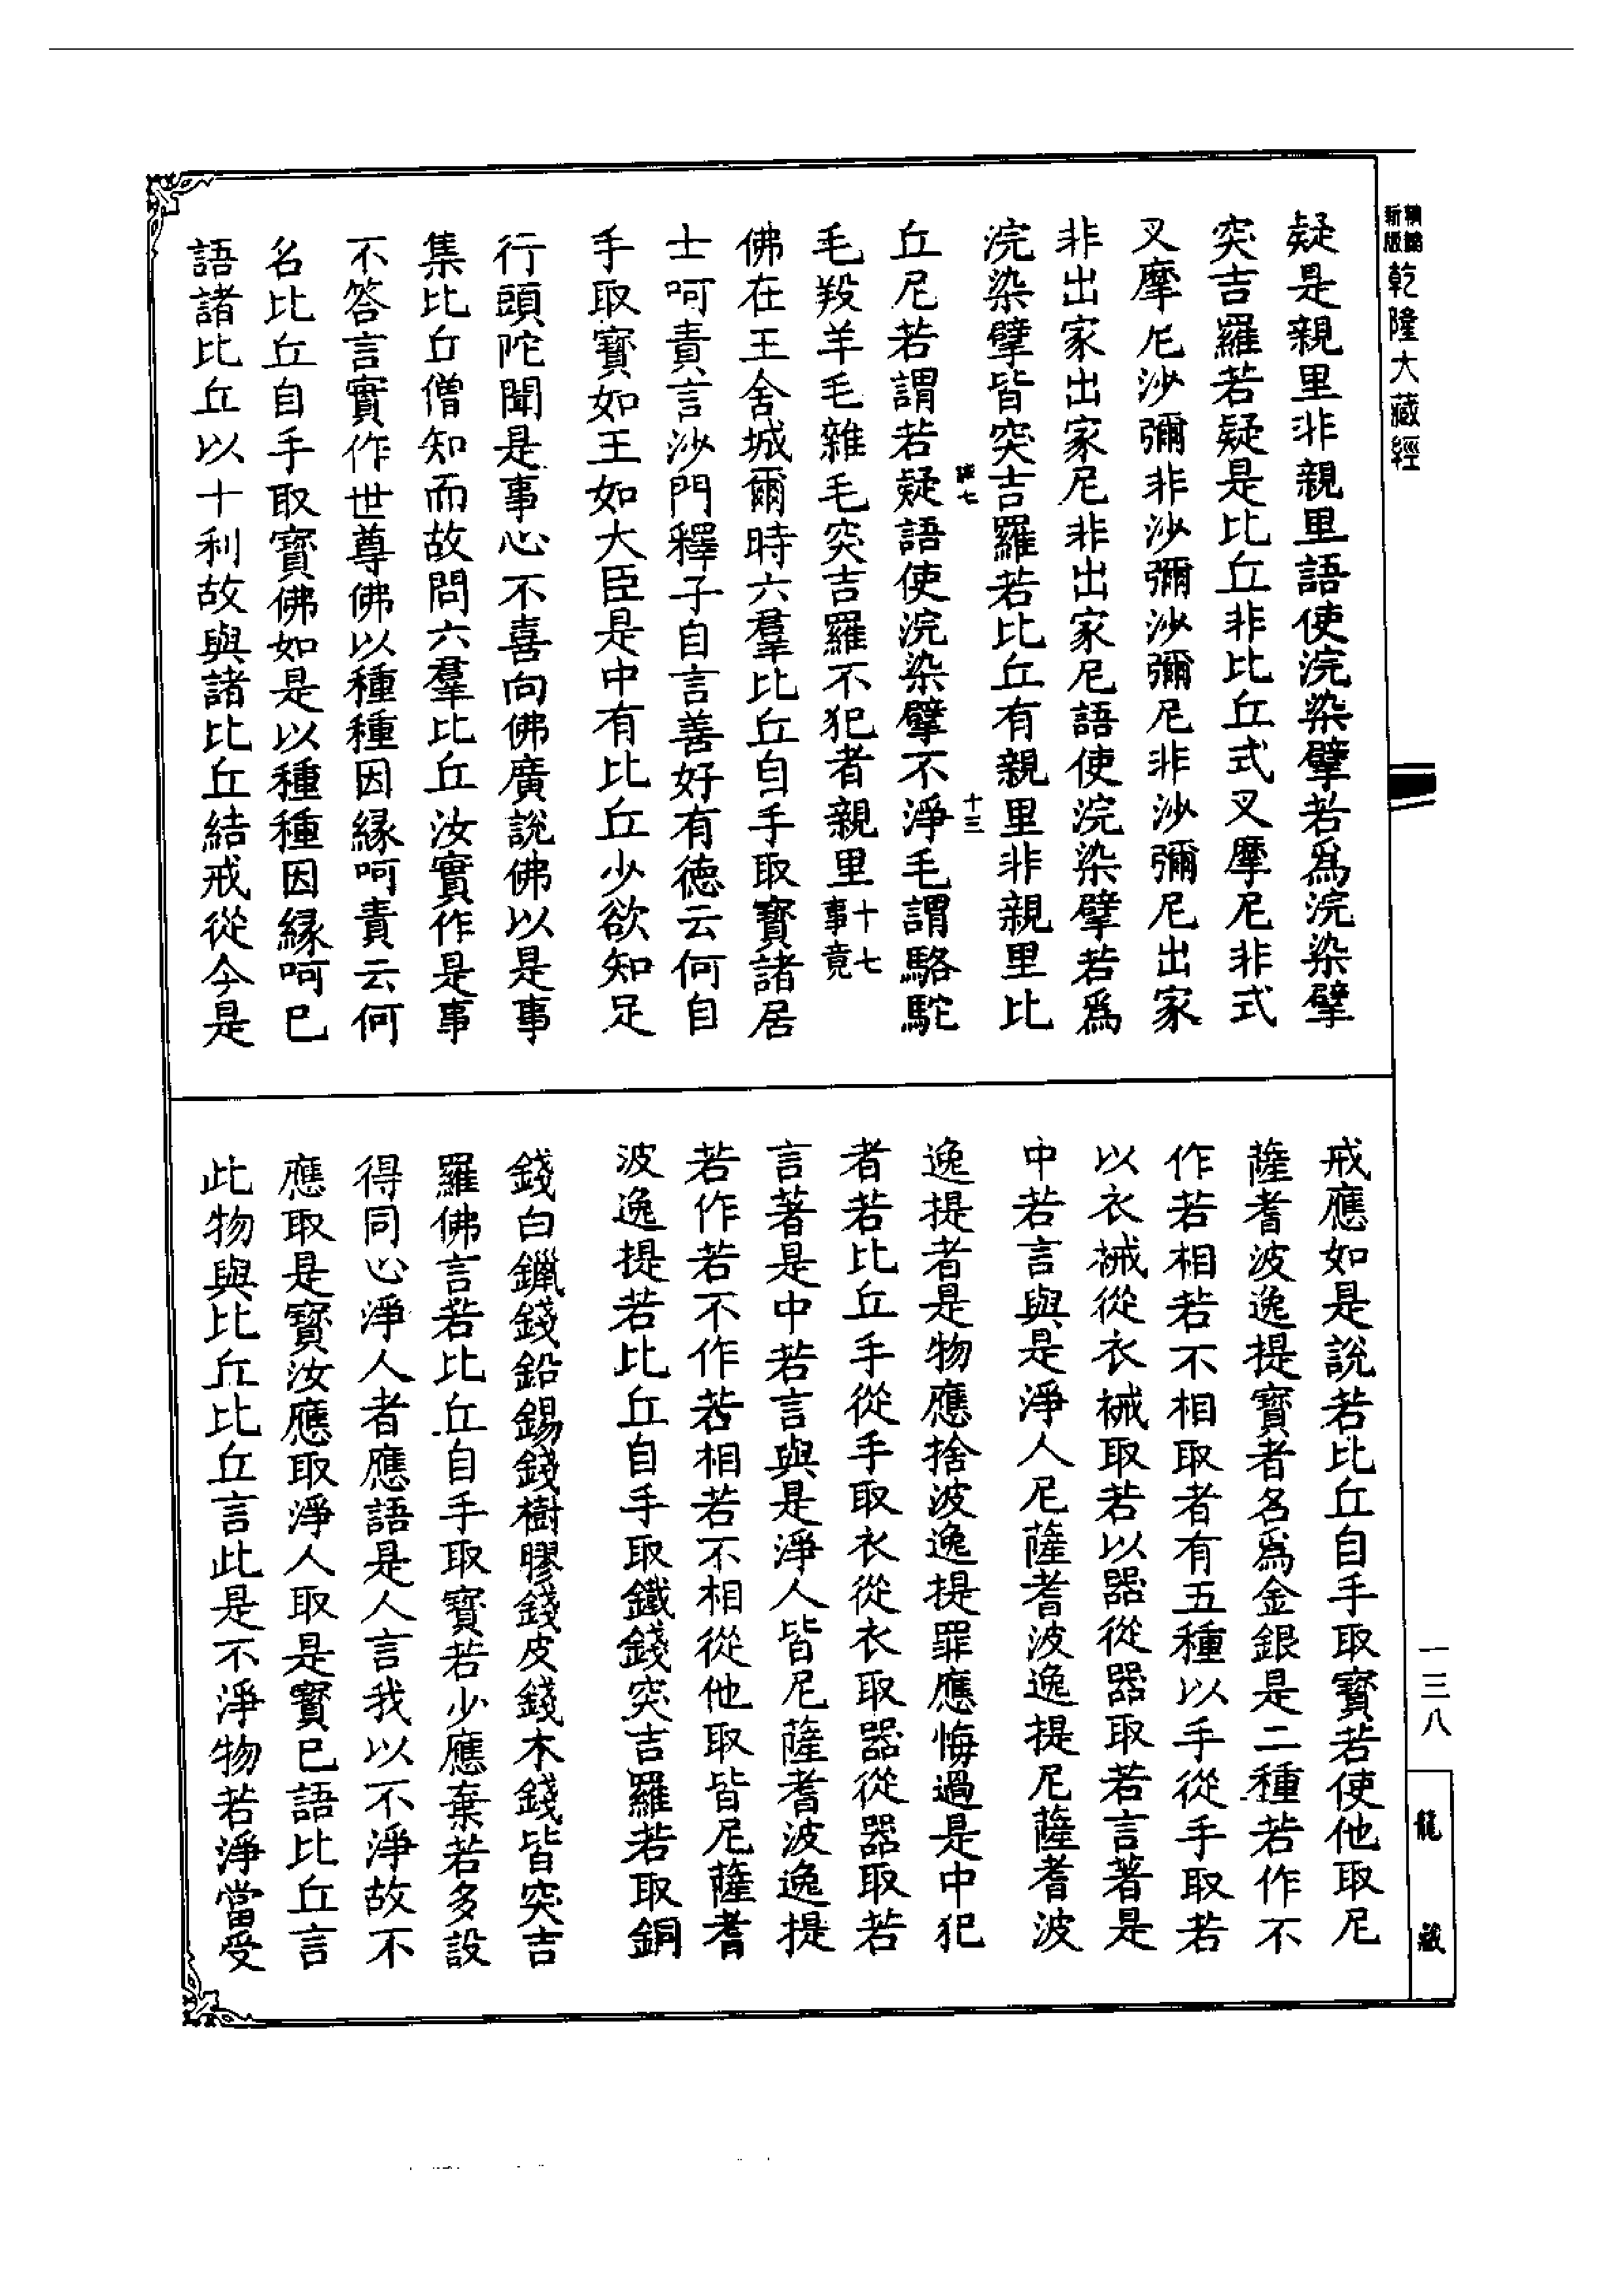 新版
乾隆大藏經
疑是親里非親里語使浣染擘若為浣染擘
突吉羅若疑是比丘非比丘式叉摩尼非式
叉摩尼沙彌非沙彌沙彌尼非沙彌尼出家
非出家出家尼非出家尼語使浣染擘若為
浣染擘皆突吉羅若比丘有親里非親里比
七
十三
丘尼若謂若疑語使浣染擘不淨毛謂駱駝
毛羖羊毛雜毛突吉羅不犯者親里十七事竟
佛在王舍城爾時六羣比丘自手取寳諸居
士呵責言沙門釋子自言善好有德云何自
手取寳如王如大臣是中有比丘少欲知足
行頭陀聞是事心不喜向佛廣說佛以是事
集比丘僧知而故問六羣比丘汝實作是事
不答言實作世尊佛以種種因緣呵責云何
名比丘自手取寳佛如是以種種因緣呵已
語諸比丘以十利故與諸比丘結戒從今是
戒應如是說若比丘自手取寳若使他取尼
薩耆波逸提寳者名為金銀是二種若作不
作若相若不相取者有五種以手從手取若
以衣裓從衣裓取若以器從器取若言著是
中若言與是淨人尼薩耆波逸提尼薩耆波
逸提者是物應捨波逸提罪應悔過是中犯
者若比丘手從手取衣從衣取器從器取若
言著是中若言與是淨人皆尼薩耆波逸提
若作若不作若相若不相從他取皆尼薩耆
波逸提若比丘自手取鐵錢突吉羅若取銅
錢白鑞錢鉛錫錢樹膠錢皮錢木錢皆突吉
羅佛言若比丘自手取寳若少應棄若多設
得同心淨人者應語是人言我以不淨故不
應取是寳汝應取淨人取是寳已語比丘言
此物與比丘比丘言此是不淨物若淨當受
一三八
龍藏